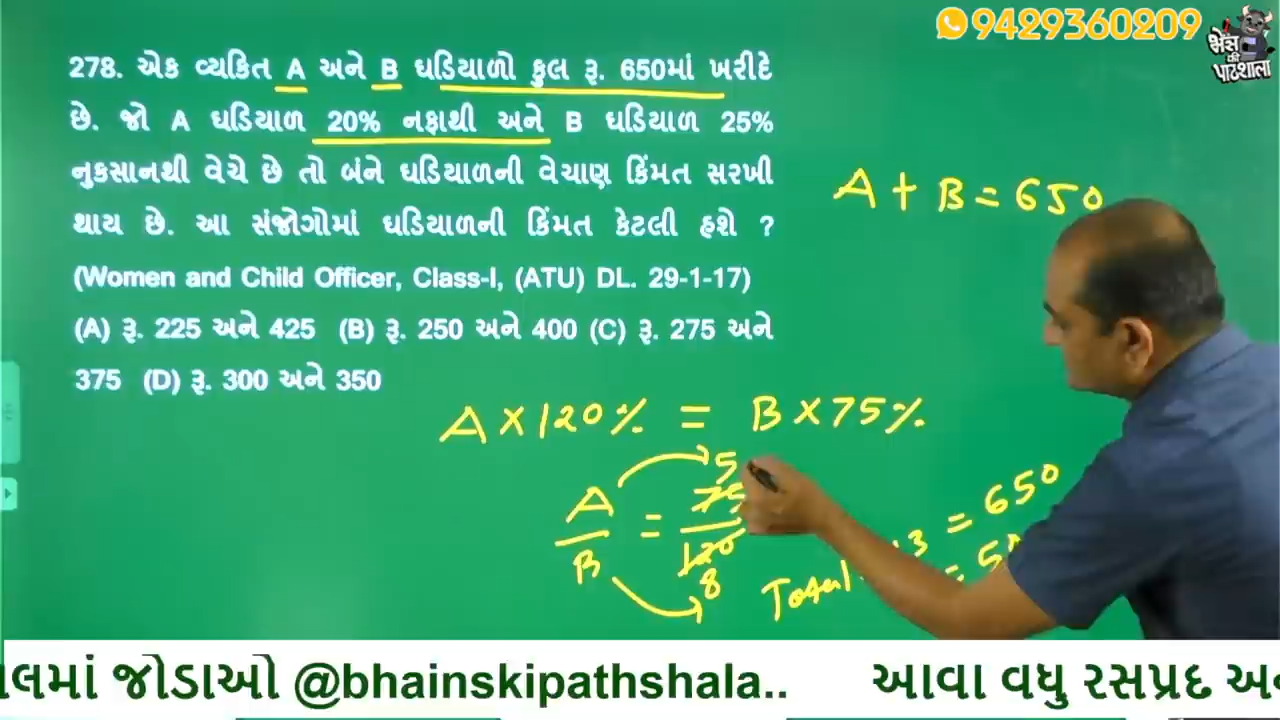 9429360209
भैंस
की
पाठशाला
278. એક વ્યકિત A અને B ઘડિયાળો કુલ રૂ. 650માં ખરીદે
છે. જો A ઘડિયાળ 20% નફાથી અને B ઘડિયાળ 25%
નુકસાનથી વેચે છે તો બંને ઘડિયાળની વેચાણ કિંમત સરખી
થાય છે. આ સંજોગોમાં ઘડિયાળની કિંમત કેટલી હશે ?
(Women and Child Officer, Class-I, (ATU) DL. 29-1-17)
(A) રૂ. 225 અને 425 (B) રૂ. 250 અને 400 (C) રૂ. 275 અને
375 (D) રૂ. 300 અને 350
A + B = 650
A × 120% = B × 75%
5
A = 75
B 120
8
Total 13 = 650
જોડાઓ @bhainskipathshala.. આવા વધુ રસપ્રદ